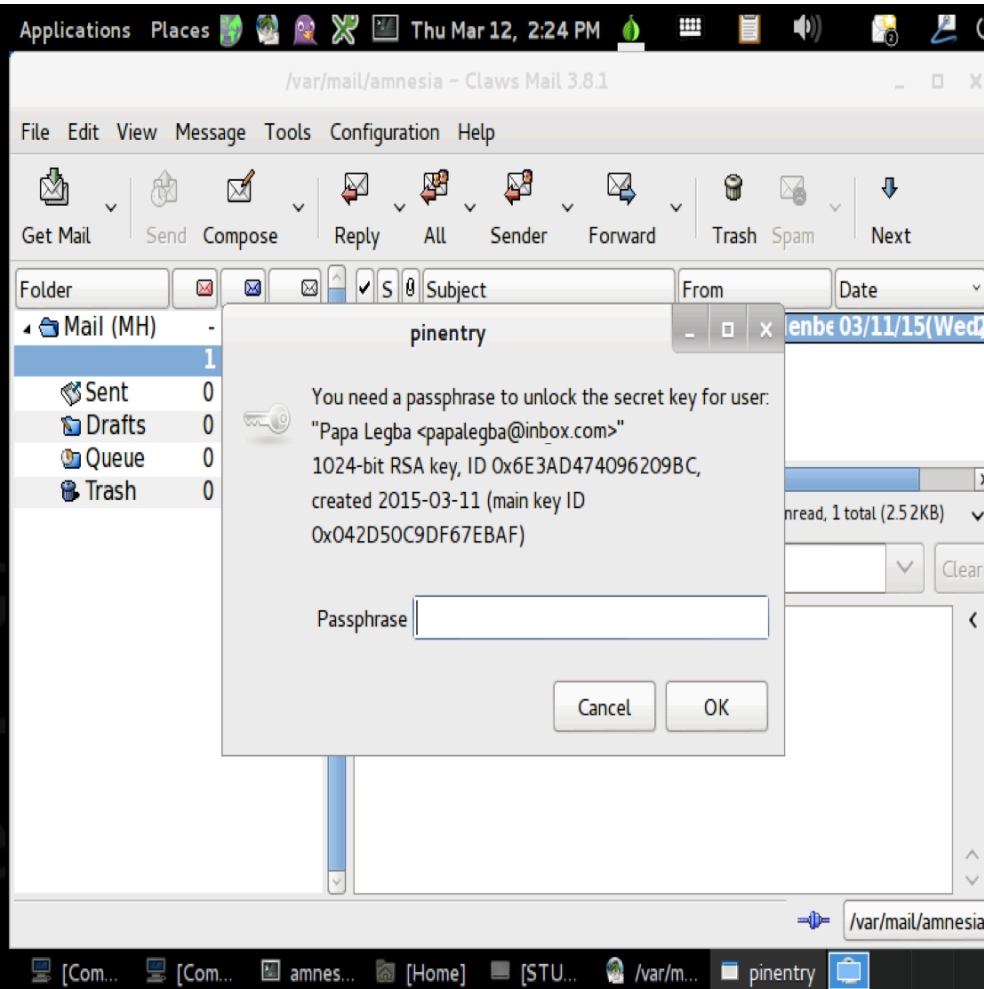 Applications Places Thu Mar 12, 2:24 PM 2
/var/mail/amnesia – Claws Mail 3.8.1
File Edit View Message Tools Configuration Help
Get Mail Send Compose Reply All Sender Forward Trash Spam Next
Folder S Subject From Date
Mail (MH) -
enbe 03/11/15(Wed)
1
Sent 0
Drafts 0
Queue 0
Trash 0
pinentry
You need a passphrase to unlock the secret key for user:
"Papa Legba <papalegba@inbox.com>"
1024-bit RSA key, ID 0x6E3AD474096209BC,
created 2015-03-11 (main key ID
0x042D50C9DF67EBAF)
nread, 1 total (2.52KB)
Clear
Passphrase
Cancel OK
/var/mail/amnesia
[Com... [Com... amnes... [Home] [STU... /var/m... pinentry